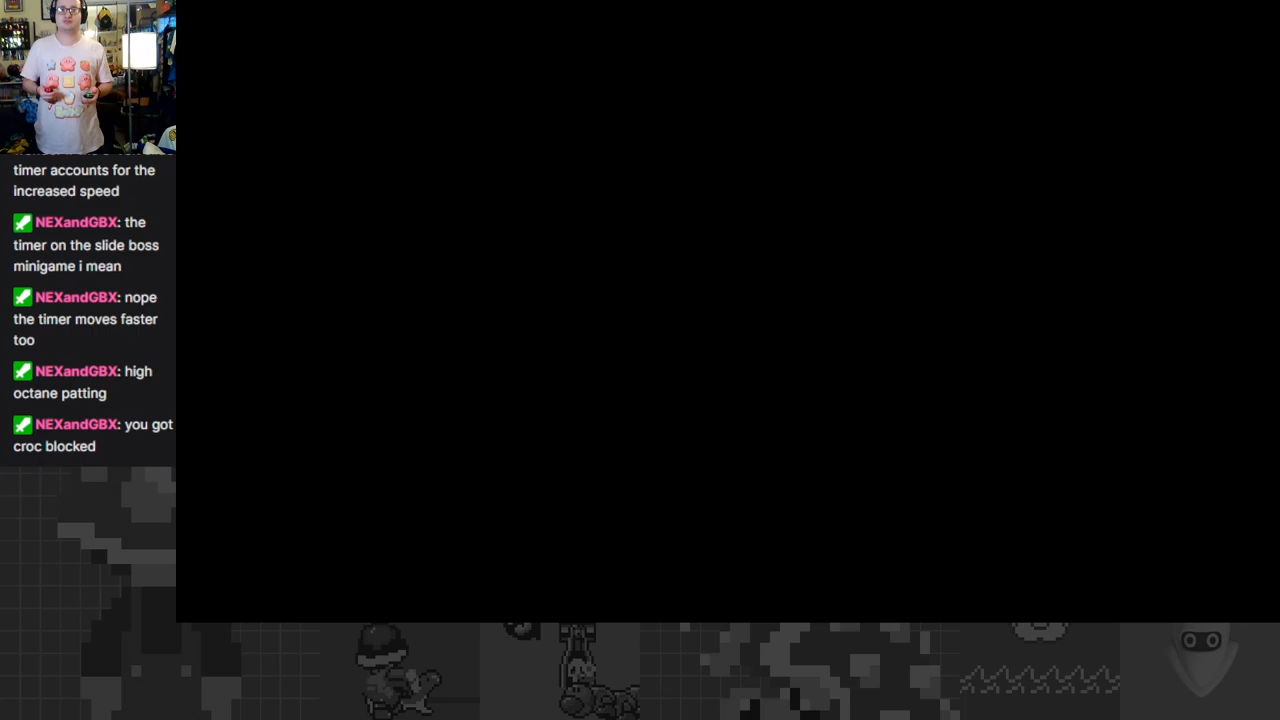 timer accounts for the
increased speed
NEXandGBX: the
timer on the slide boss
minigame i mean
NEXandGBX: nope
the timer moves faster
too
NEXandGBX: high
octane patting
NEXandGBX: you got
croc blocked